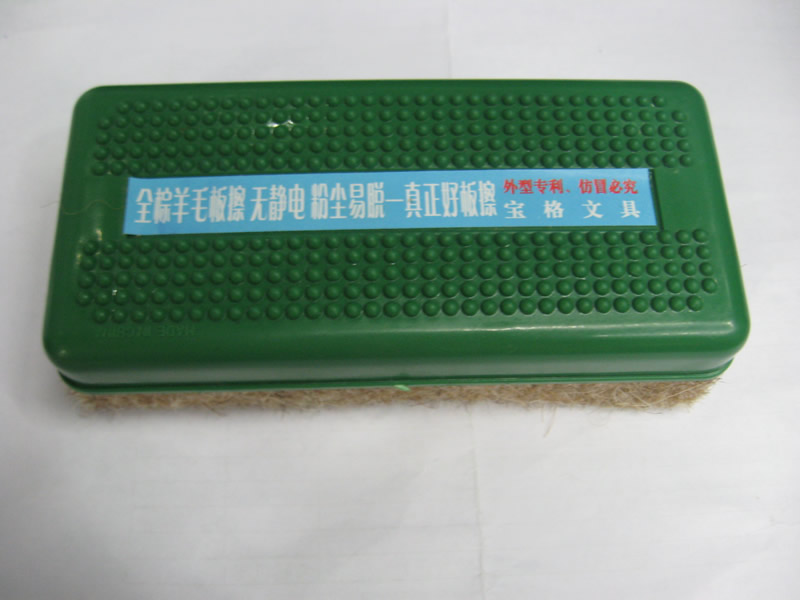 全棉羊毛板擦 无静电 粉尘易脱—真正好板擦
外型专利、仿冒必究
宝格文具